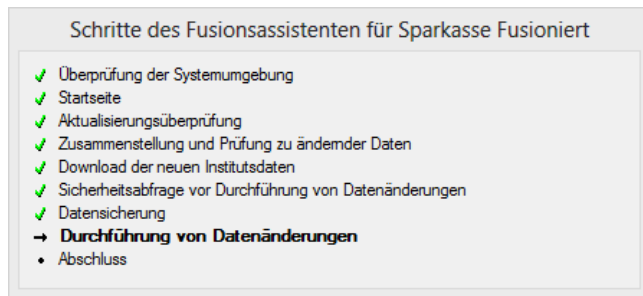 Schritte des Fusionsassistenten für Sparkasse Fusioniert
Überprüfung der Systemumgebung
Startseite
Aktualisierungsüberprüfung
Zusammenstellung und Prüfung zu ändernder Daten
Download der neuen Institutsdaten
Sicherheitsabfrage vor Durchführung von Datenänderungen
Datensicherung
Durchführung von Datenänderungen
Abschluss